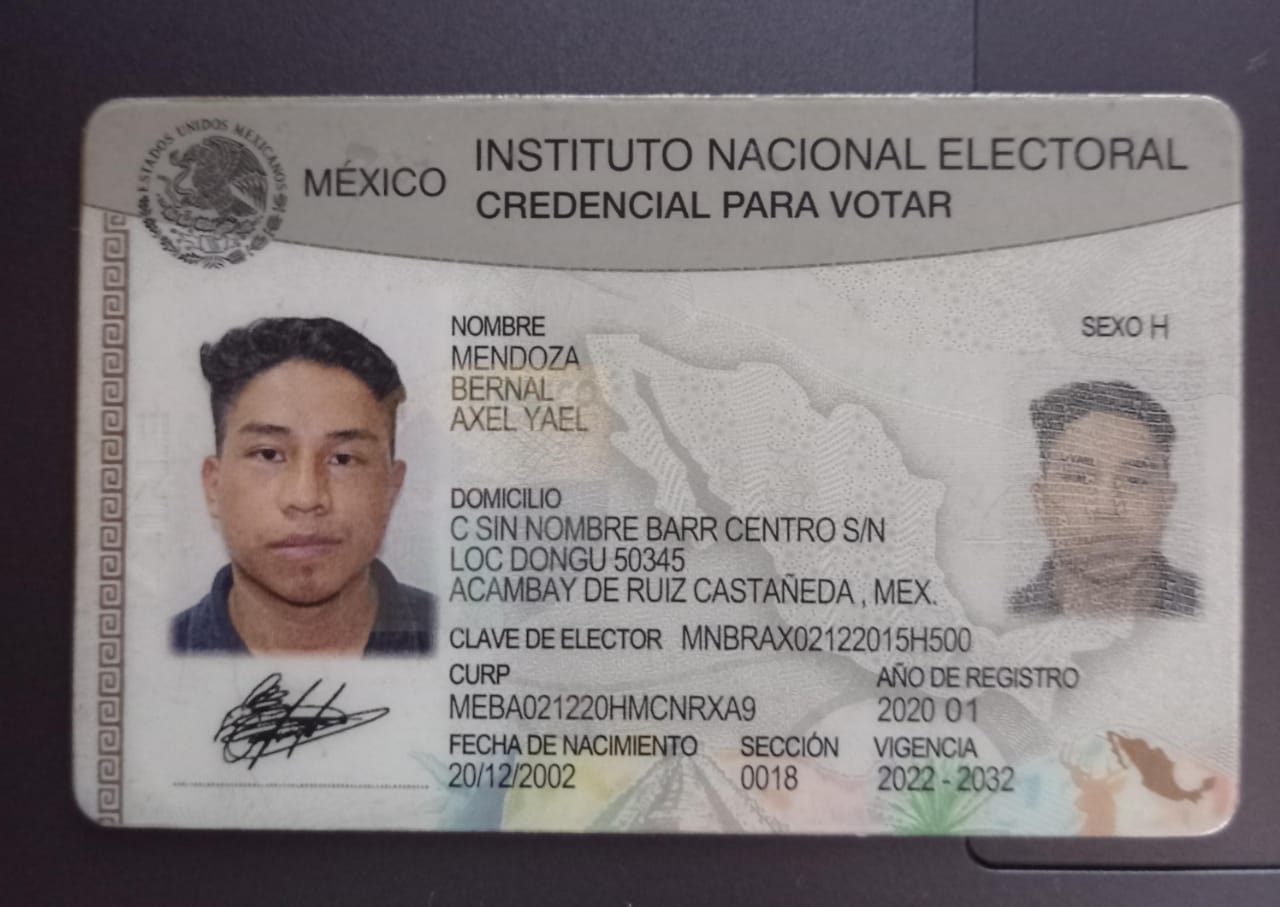 ESTADOS UNIDOS MEXICANOS
MÉXICO
INSTITUTO NACIONAL ELECTORAL
CREDENCIAL PARA VOTAR
NOMBRE
MENDOZA
BERNAL
AXEL YAEL
SEXO H
DOMICILIO
C SIN NOMBRE BARR CENTRO S/N
LOC DONGU 50345
ACAMBAY DE RUIZ CASTAÑEDA , MEX.
CLAVE DE ELECTOR MNBRAX02122015H500
CURP
MEBA021220HMCNRXA9
AÑO DE REGISTRO
2020 01
FECHA DE NACIMIENTO
20/12/2002
SECCIÓN
0018
VIGENCIA
2022 - 2032